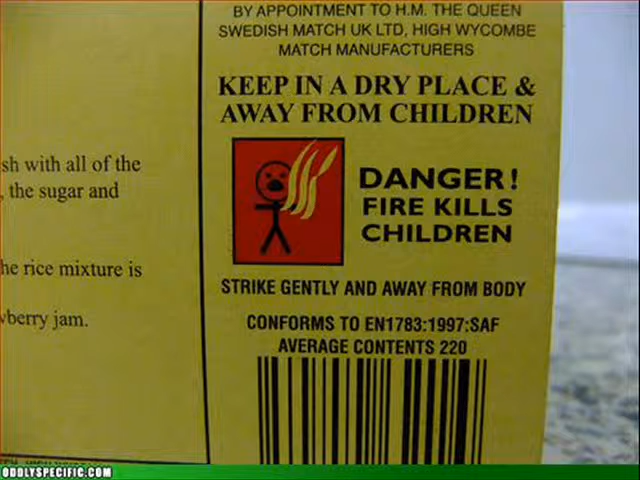 BY APPOINTMENT TO H.M. THE QUEEN
SWEDISH MATCH UK LTD, HIGH WYCOMBE
MATCH MANUFACTURERS
KEEP IN A DRY PLACE &
AWAY FROM CHILDREN
DANGER!
FIRE KILLS
CHILDREN
STRIKE GENTLY AND AWAY FROM BODY
CONFORMS TO EN1783:1997:SAF
AVERAGE CONTENTS 220
sh with all of the
, the sugar and
he rice mixture is
berry jam.
ODDLYSPECIFIC.COM